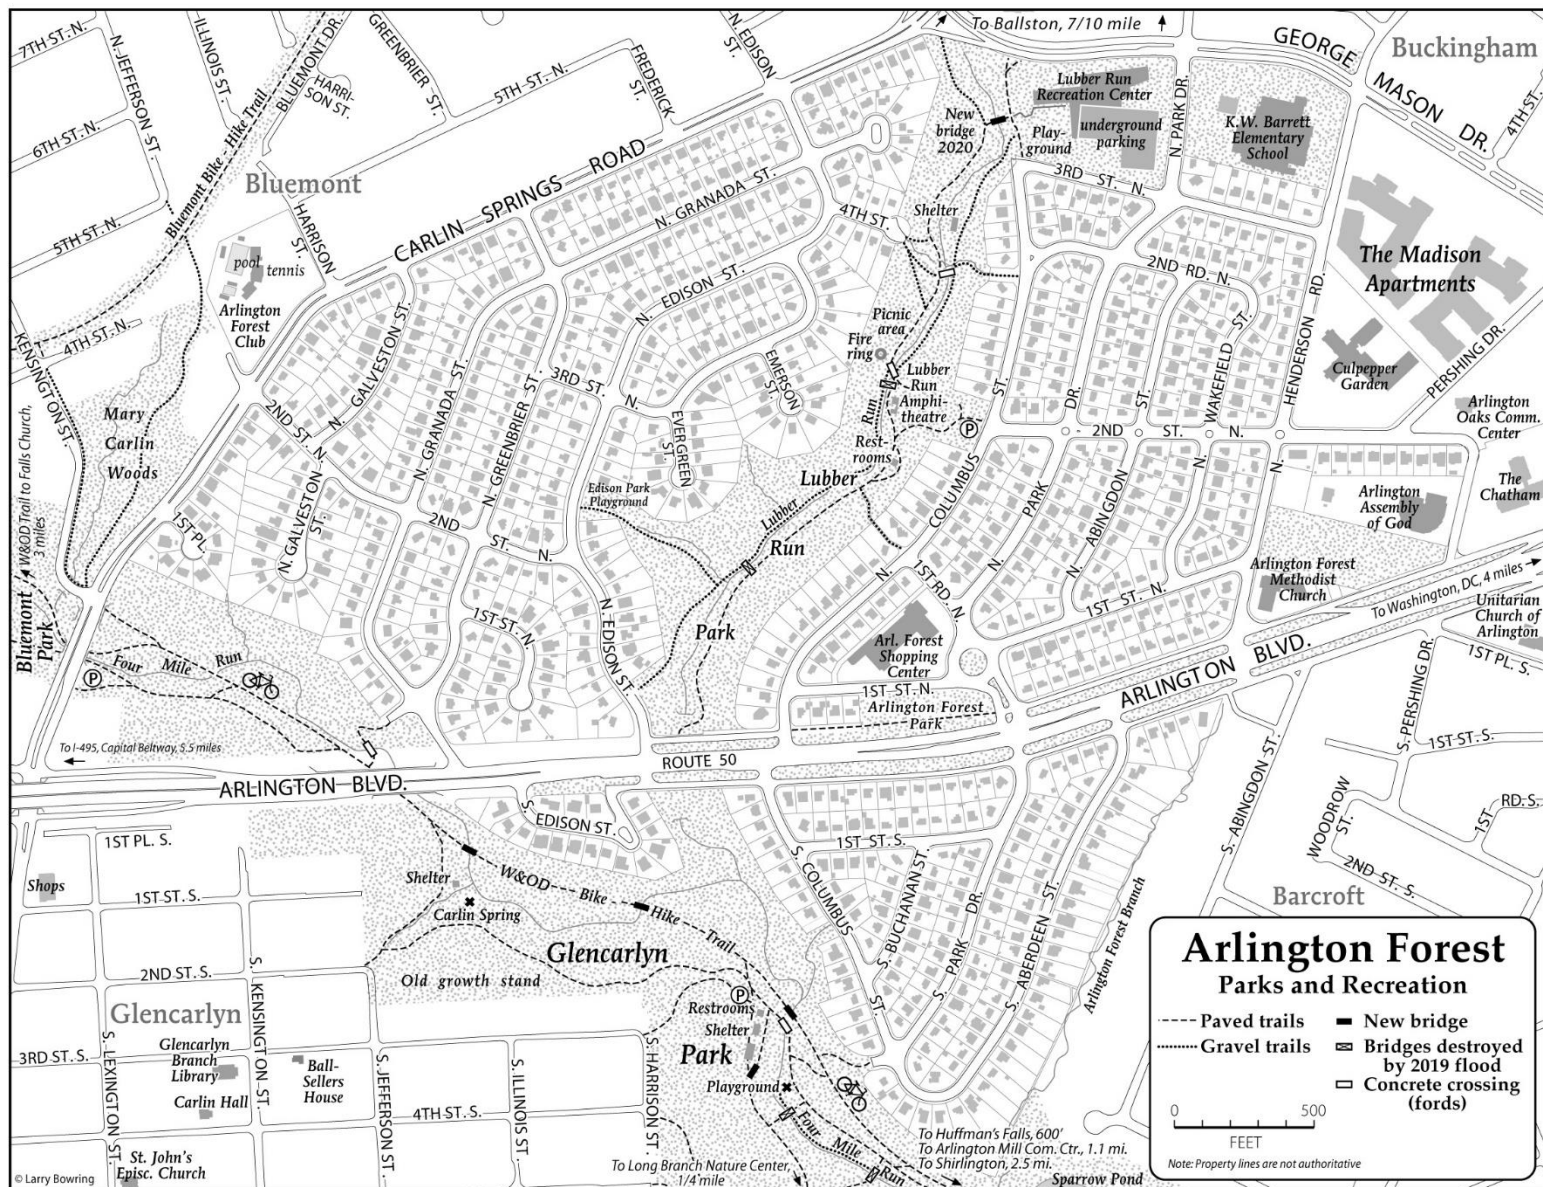 To Ballston, 7/10 mile
GEORGE MASON DR.
Buckingham
7TH ST. N.
N. JEFFERSON ST.
ILLINOIS ST.
BLUEMONT DR.
GREENBRIER ST.
HARRI-
SON ST.
5TH ST. N
FREDERICK
ST.
N. EDISON
ST.
6TH ST. N.
5TH ST. N
Bluemont Bike - Hike Trail
Bluemont
HARRISON
ST.
CARLIN SPRINGS ROAD
N. GRANADA ST.
4TH ST.
New
bridge
2020
Lubber Run
Recreation Center
underground
parking
Play-
ground
N. PARK DR.
K.W. Barrett
Elementary
School
4TH ST.
3RD ST. N.
Shelter
pool
tennis
Arlington
Forest
Club
The Madison
Apartments
2ND RD. N.
N. EDISON ST.
Picnic
area
Fire
ring
Lubber
Run
Amphi-
theatre
Run
Rest-
rooms
EMERSON
ST.
4TH ST. N.
KENSINGTON ST.
N. GALVESTON ST.
N. GRANADA ST.
N. GREENBRIER ST.
3RD ST. N.
EVERGREEN
ST.
WAKEFIELD ST. N.
HENDERSON RD. N.
Culpepper
Garden
PERSHING DR.
Arlington
Oaks Comm.
Center
Mary
Carlin
Woods
2ND ST. N.
P
N. COLUMBUS ST.
N. PARK DR.
N. ABINGDON ST.
2ND ST. N.
The
Chatham
Arlington
Assembly
of God
W&OD Trail to Falls Church,
3 miles
1ST PL.
N. GALVESTON
ST.
2ND ST. N.
Edison Park
Playground
Lubber
Lubber
Run
Park
1ST RD. N.
Arlington Forest
Methodist
Church
1ST ST. N.
To Washington, DC, 4 miles
Unitarian
Church of
Arlington
Bluemont
Park
Four Mile Run
P
1ST ST. N
N. EDISON ST.
Arl. Forest
Shopping
Center
1ST ST. N.
Arlington Forest
Park
ARLINGTON BLVD.
1ST PL. S.
S. PERSHING DR.
To I-495, Capital Beltway, 5.5 miles
ARLINGTON BLVD.
ROUTE 50
1ST ST. S.
S. EDISON ST.
1ST ST. S.
S. ABINGDON ST.
WOODROW
ST.
1ST
RD. S.
2ND ST. S.
1ST PL. S.
Shops
1ST ST. S.
Shelter
Carlin Spring
W&OD Bike - Hike Trail
S. COLUMBUS ST.
S. BUCHANAN ST.
S. PARK DR.
S. ABERDEEN ST.
Arlington Forest Branch
Barcroft
Glencarlyn
2ND ST. S.
Old growth stand
Glencarlyn
P
Restrooms
Shelter
Park
Playground
S. LEXINGTON ST.
S. KENSINGTON ST.
S. JEFFERSON ST.
S. ILLINOIS ST.
S. HARRISON ST.
3RD ST. S.
Glencarlyn
Branch
Library
Ball-
Sellers
House
Carlin Hall
4TH ST. S.
St. John's
Episc. Church
Four Mile Run
To Huffman's Falls, 600'
To Arlington Mill Com. Ctr., 1.1 mi.
To Shirlington, 2.5 mi.
To Long Branch Nature Center,
1/4 mile
Sparrow Pond
© Larry Bowring
Arlington Forest
Parks and Recreation
Paved trails
Gravel trails
New bridge
Bridges destroyed
by 2019 flood
Concrete crossing
(fords)
0 500
FEET
Note: Property lines are not authoritative